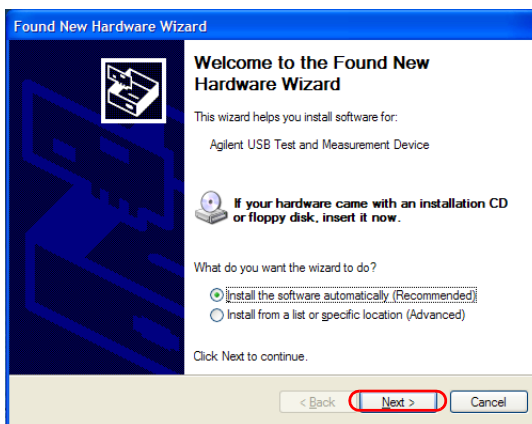 Found New Hardware Wizard
Welcome to the Found New
Hardware Wizard
This wizard helps you install software for:
Agilent USB Test and Measurement Device
If your hardware came with an installation CD
or floppy disk, insert it now.
What do you want the wizard to do?
Install the software automatically (Recommended)
Install from a list or specific location (Advanced)
Click Next to continue.
< Back Next > Cancel